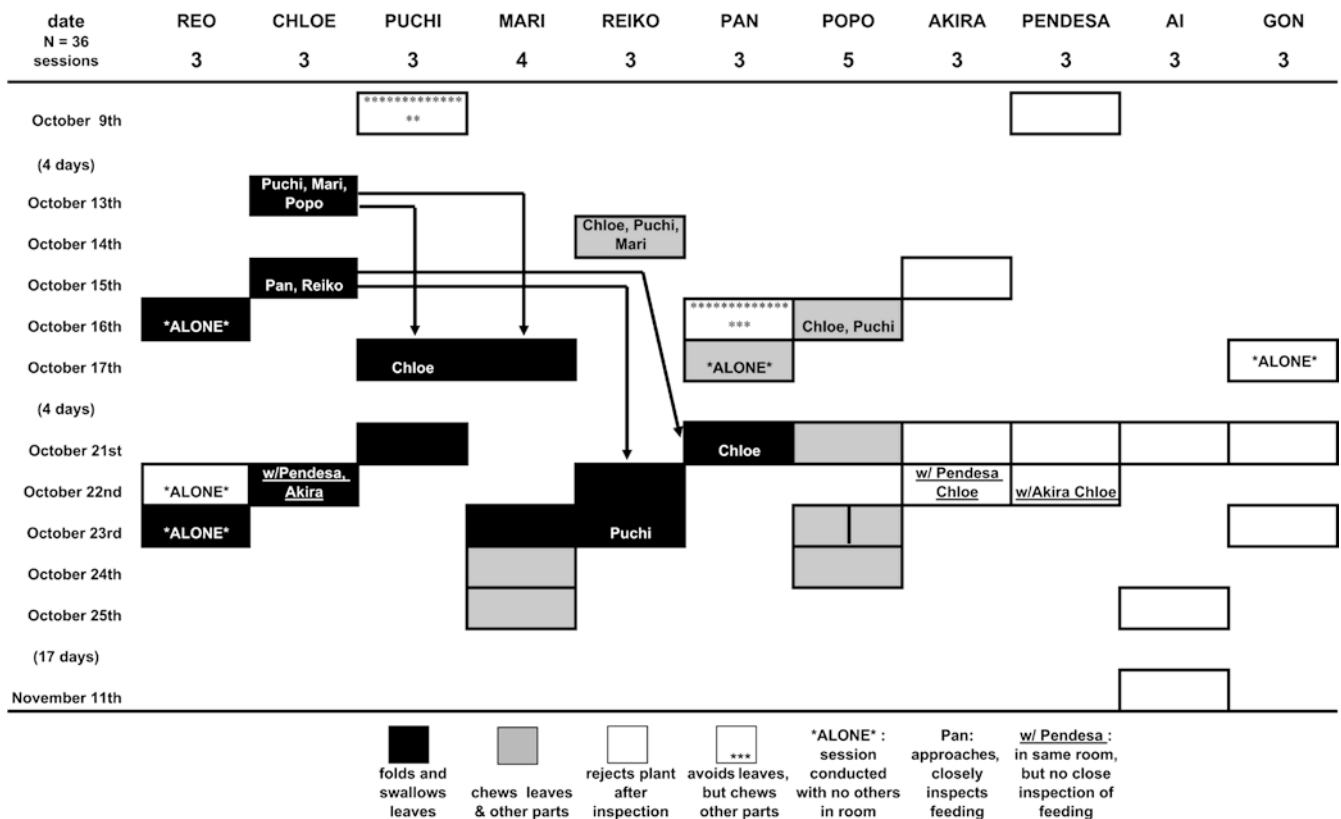 date REO CHLOE PUCHI MARI REIKO PAN POPO AKIRA PENDESA AI GON
N = 36
sessions 3 3 3 4 3 3 5 3 3 3 3
October 9th *************
**
(4 days)
October 13th Puchi, Mari,
Popo
October 14th Chloe, Puchi,
Mari
October 15th Pan, Reiko
October 16th *ALONE* *************
*** Chloe, Puchi
October 17th Chloe *ALONE* *ALONE*
(4 days)
October 21st Chloe
October 22nd *ALONE* w/Pendesa,
Akira w/ Pendesa
Chloe w/Akira Chloe
October 23rd *ALONE* Puchi
October 24th
October 25th
(17 days)
November 11th
folds and
swallows
leaves
chews leaves
& other parts
rejects plant
after
inspection
***
avoids leaves,
but chews
other parts
*ALONE* :
session
conducted
with no others
in room
Pan:
approaches,
closely
inspects
feeding
w/ Pendesa :
in same room,
but no close
inspection of
feeding